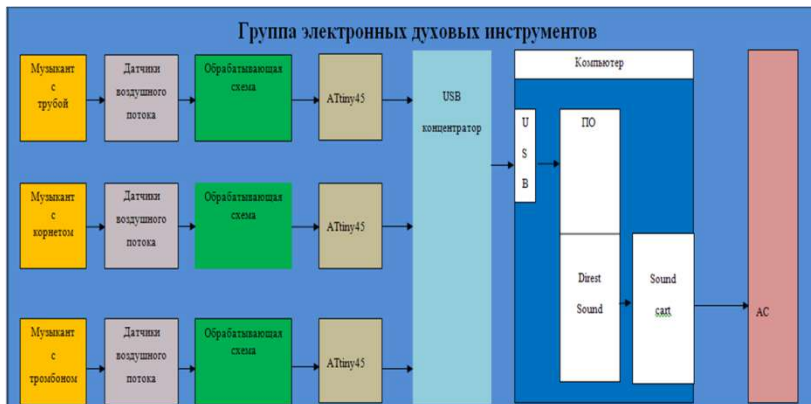 Группа электронных духовых инструментов
Музыкант
с
трубой
Датчики
воздушного
потока
Обрабатывающая
схема
ATtiny45
USB
концентратор
Компьютер
U
S
B
ПО
Музыкант
с
корнетом
Датчики
воздушного
потока
Обрабатывающая
схема
ATtiny45
Direst
Sound
Sound
cart
АС
Музыкант
с
тромбоном
Датчики
воздушного
потока
Обрабатывающая
схема
ATtiny45